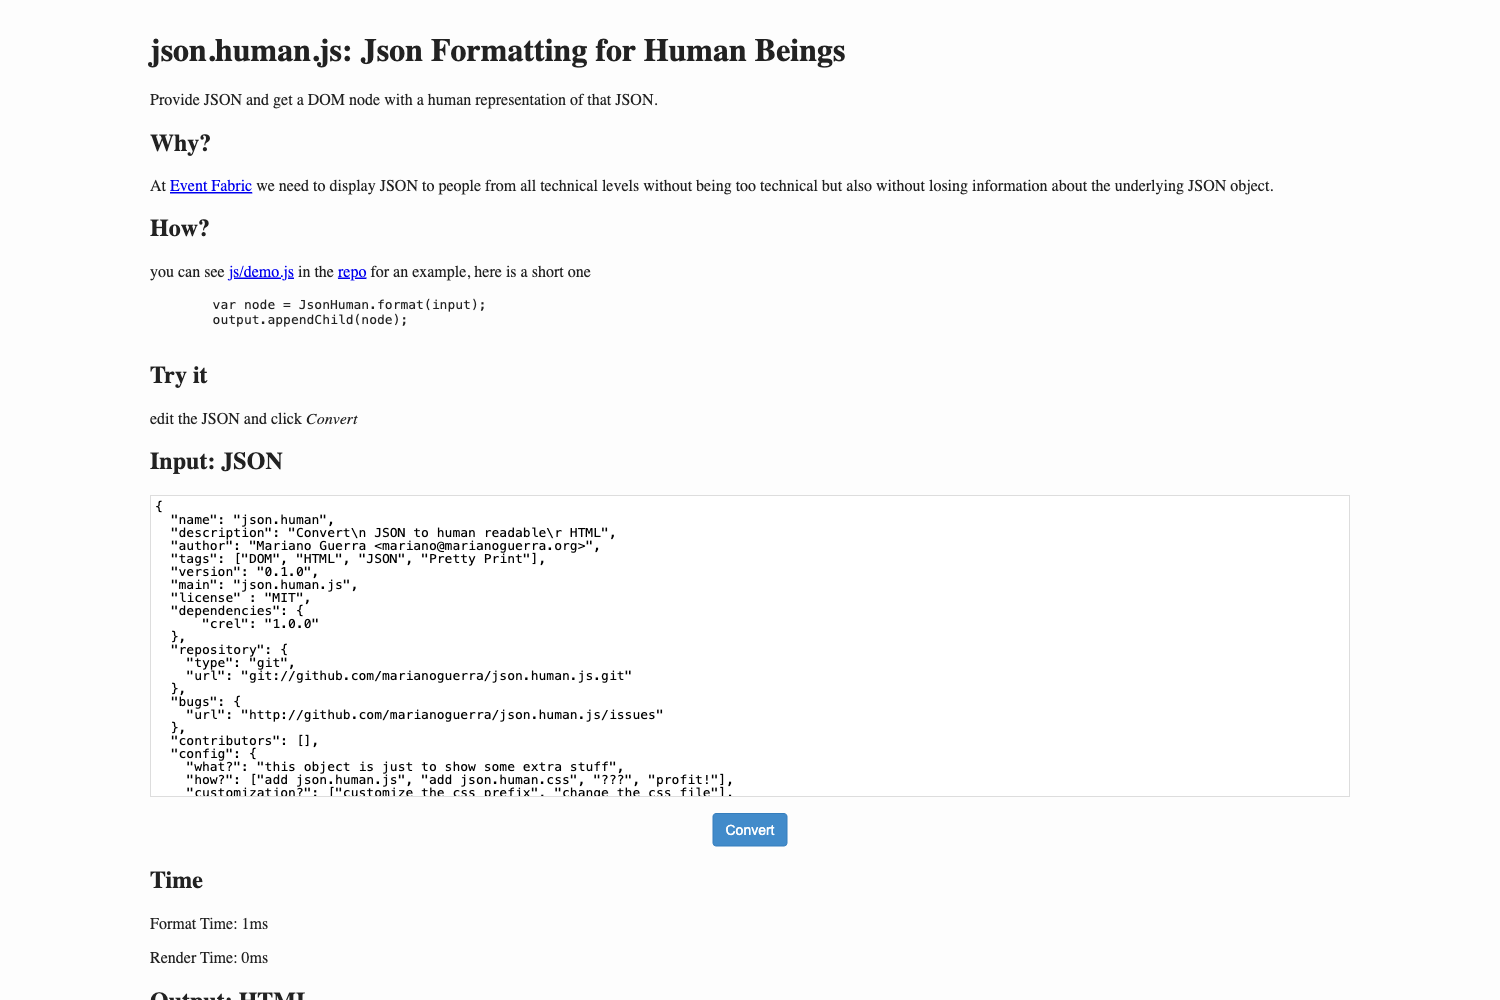 json.human.js: Json Formatting for Human Beings
Provide JSON and get a DOM node with a human representation of that JSON.
Why?
At Event Fabric we need to display JSON to people from all technical levels without being too technical but also without losing information about the underlying JSON object.
How?
you can see js/demo.js in the repo for an example, here is a short one
var node = JsonHuman.format(input);
output.appendChild(node);
Try it
edit the JSON and click Convert
Input: JSON
{
  "name": "json.human",
  "description": "Convert\n JSON to human readable\r HTML",
  "author": "Mariano Guerra <mariano@marianoguerra.org>",
  "tags": ["DOM", "HTML", "JSON", "Pretty Print"],
  "version": "0.1.0",
  "main": "json.human.js",
  "license" : "MIT",
  "dependencies": {
      "crel": "1.0.0"
  },
  "repository": {
    "type": "git",
    "url": "git://github.com/marianoguerra/json.human.js.git"
  },
  "bugs": {
    "url": "http://github.com/marianoguerra/json.human.js/issues"
  },
  "contributors": [],
  "config": {
    "what?": "this object is just to show some extra stuff",
    "how?": ["add json.human.js", "add json.human.css", "???", "profit!"],
    "customization?": ["customize the css prefix", "change the css file"],
Convert
Time
Format Time: 1ms
Render Time: 0ms
Output: HTML